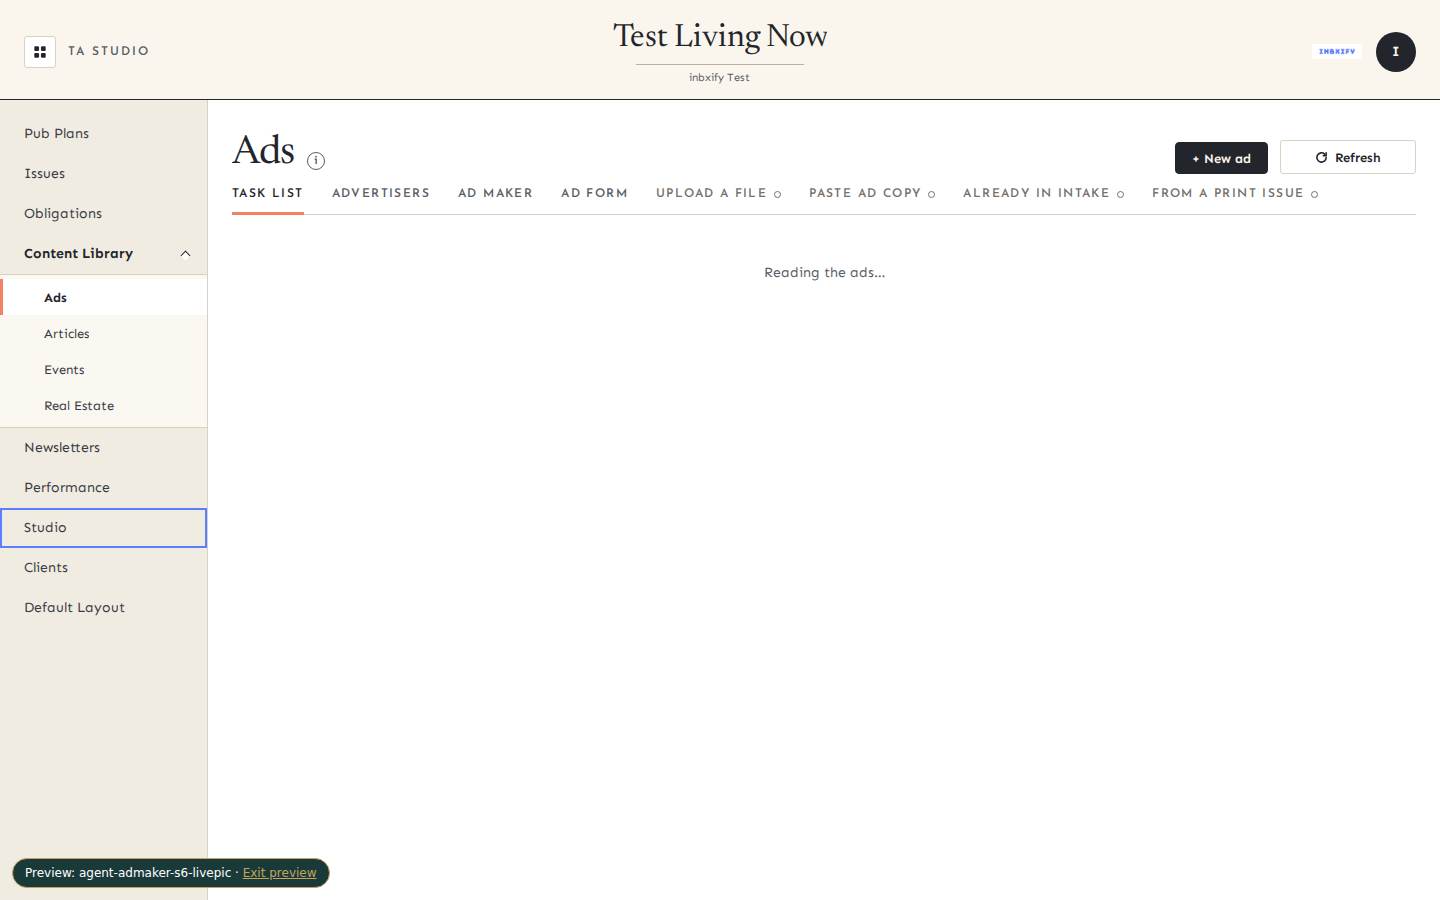 TA STUDIO
Test Living Now
inbxify Test
INBXIFY
I
Pub Plans
Issues
Obligations
Content Library
Ads
Articles
Events
Real Estate
Newsletters
Performance
Studio
Clients
Default Layout
Ads
i
+ New ad
Refresh
TASK LIST
ADVERTISERS
AD MAKER
AD FORM
UPLOAD A FILE
PASTE AD COPY
ALREADY IN INTAKE
FROM A PRINT ISSUE
Reading the ads...
Preview: agent-admaker-s6-livepic · Exit preview